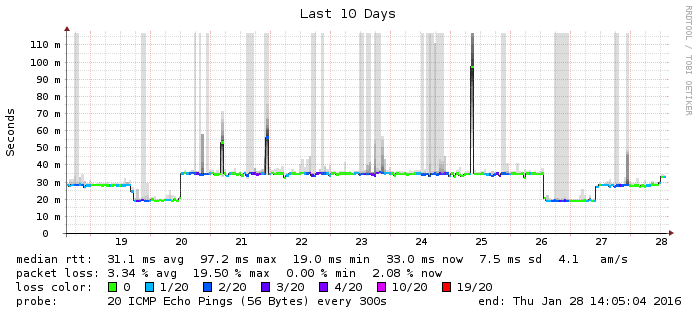 Last 10 Days
RRDTOOL / TOBI OETIKER
Seconds
110 m
100 m
90 m
80 m
70 m
60 m
50 m
40 m
30 m
20 m
10 m
0
19 20 21 22 23 24 25 26 27 28
median rtt: 31.1 ms avg 97.2 ms max 19.0 ms min 33.0 ms now 7.5 ms sd 4.1 am/s
packet loss: 3.34 % avg 19.50 % max 0.00 % min 2.08 % now
loss color: 0 1/20 2/20 3/20 4/20 10/20 19/20
probe: 20 ICMP Echo Pings (56 Bytes) every 300s end: Thu Jan 28 14:05:04 2016